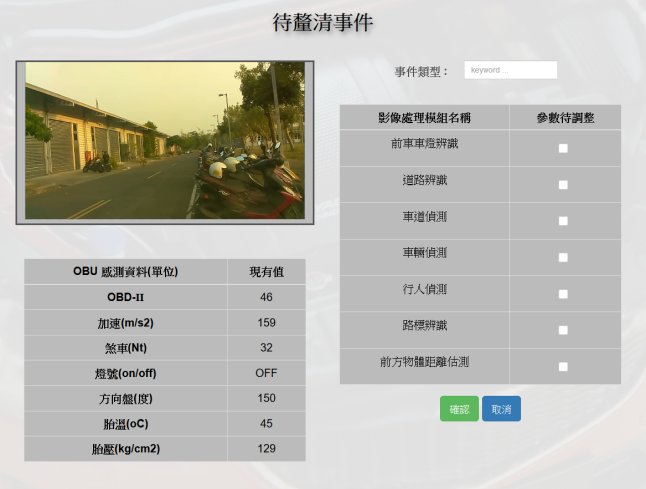 待釐清事件
事件類型：
keyword ...
影像處理模組名稱 參數待調整
前車車燈辨識
道路辨識
車道偵測
車輛偵測
行人偵測
路標辨識
前方物體距離估測
確認 取消
OBU 感測資料(單位) 現有值
OBD-II 46
加速(m/s2) 159
煞車(Nt) 32
燈號(on/off) OFF
方向盤(度) 150
胎溫(oC) 45
胎壓(kg/cm2) 129